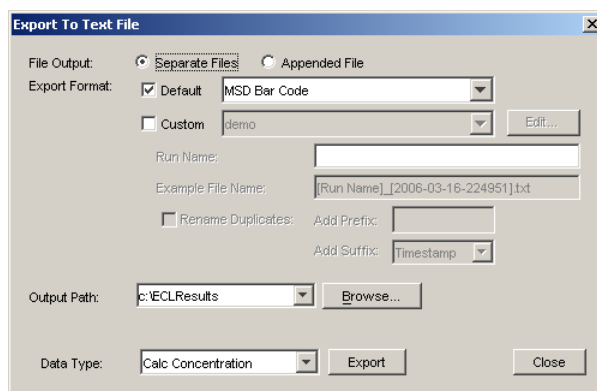 Export To Text File
File Output: Separate Files Appended File
Export Format: Default MSD Bar Code
Custom demo Edit...
Run Name:
Example File Name: [Run Name]_[2006-03-16-224951].txt
Rename Duplicates: Add Prefix:
Add Suffix: Timestamp
Output Path: c:\ECLResults Browse...
Data Type: Calc Concentration Export Close